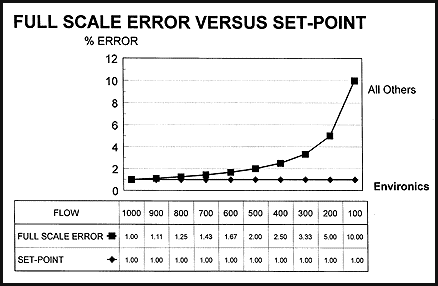 FULL SCALE ERROR VERSUS SET-POINT
% ERROR
12
10
8
6
4
2
0
All Others
Environics
FLOW 1000 900 800 700 600 500 400 300 200 100
FULL SCALE ERROR 1.00 1.11 1.25 1.43 1.67 2.00 2.50 3.33 5.00 10.00
SET-POINT 1.00 1.00 1.00 1.00 1.00 1.00 1.00 1.00 1.00 1.00